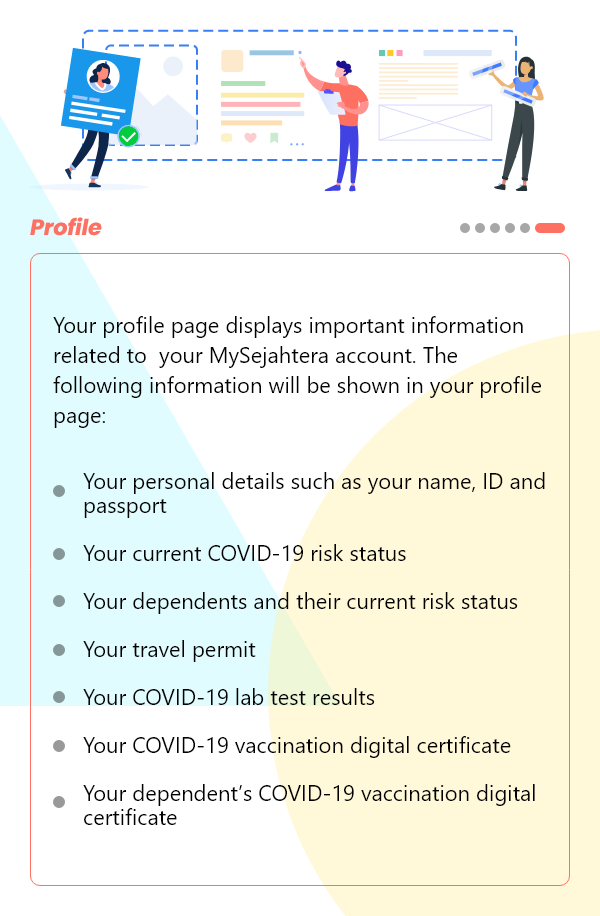 Profile
Your profile page displays important information
related to  your MySejahtera account. The
following information will be shown in your profile
page:
Your personal details such as your name, ID and
passport
Your current COVID-19 risk status
Your dependents and their current risk status
Your travel permit
Your COVID-19 lab test results
Your COVID-19 vaccination digital certificate
Your dependent’s COVID-19 vaccination digital
certificate